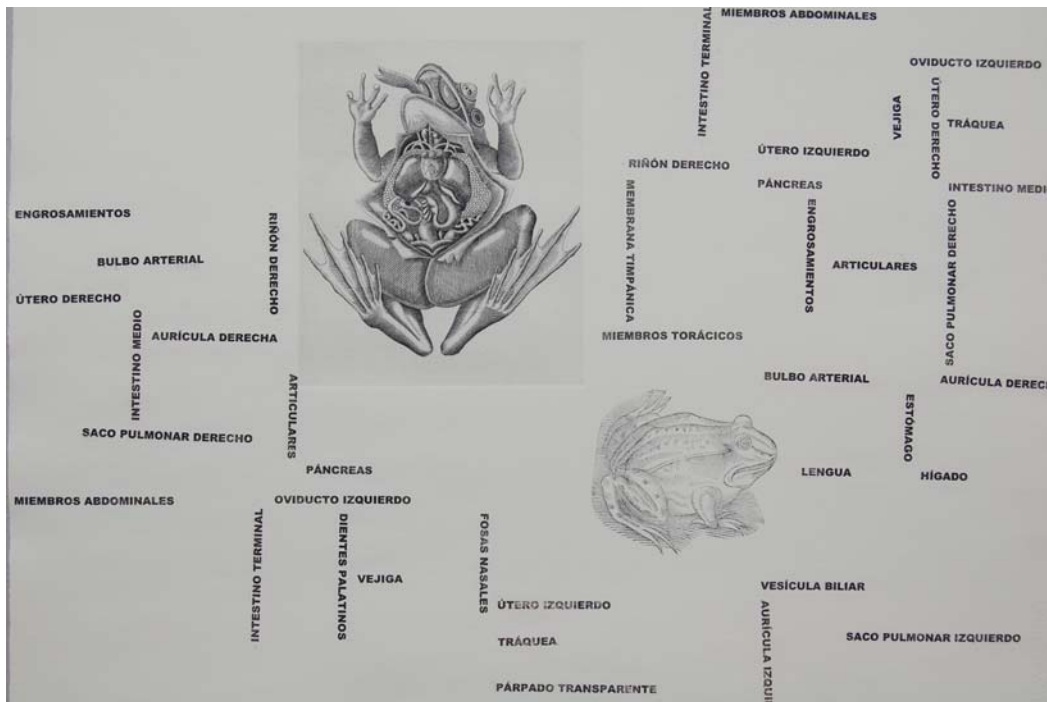 MIEMBROS ABDOMINALES
INTESTINO TERMINAL
OVIDUCTO IZQUIERDO
ÚTERO DERECHO
VEJIGA
TRÁQUEA
ÚTERO IZQUIERDO
RIÑÓN DERECHO
PÁNCREAS
INTESTINO MEDI
MEMBRANA TIMPÁNICA
ENGROSAMIENTOS
SACO PULMONAR DERECHO
ENGROSAMIENTOS
RIÑÓN DERECHO
BULBO ARTERIAL
ARTICULARES
ÚTERO DERECHO
INTESTINO MEDIO
AURÍCULA DERECHA
MIEMBROS TORÁCICOS
BULBO ARTERIAL
AURÍCULA DEREC
ARTICULARES
ESTÓMAGO
SACO PULMONAR DERECHO
PÁNCREAS
LENGUA
HÍGADO
MIEMBROS ABDOMINALES
OVIDUCTO IZQUIERDO
INTESTINO TERMINAL
DIENTES PALATINOS
FOSAS NASALES
VEJIGA
VESÍCULA BILIAR
ÚTERO IZQUIERDO
AURÍCULA IZQUI
TRÁQUEA
SACO PULMONAR IZQUIERDO
PÁRPADO TRANSPARENTE